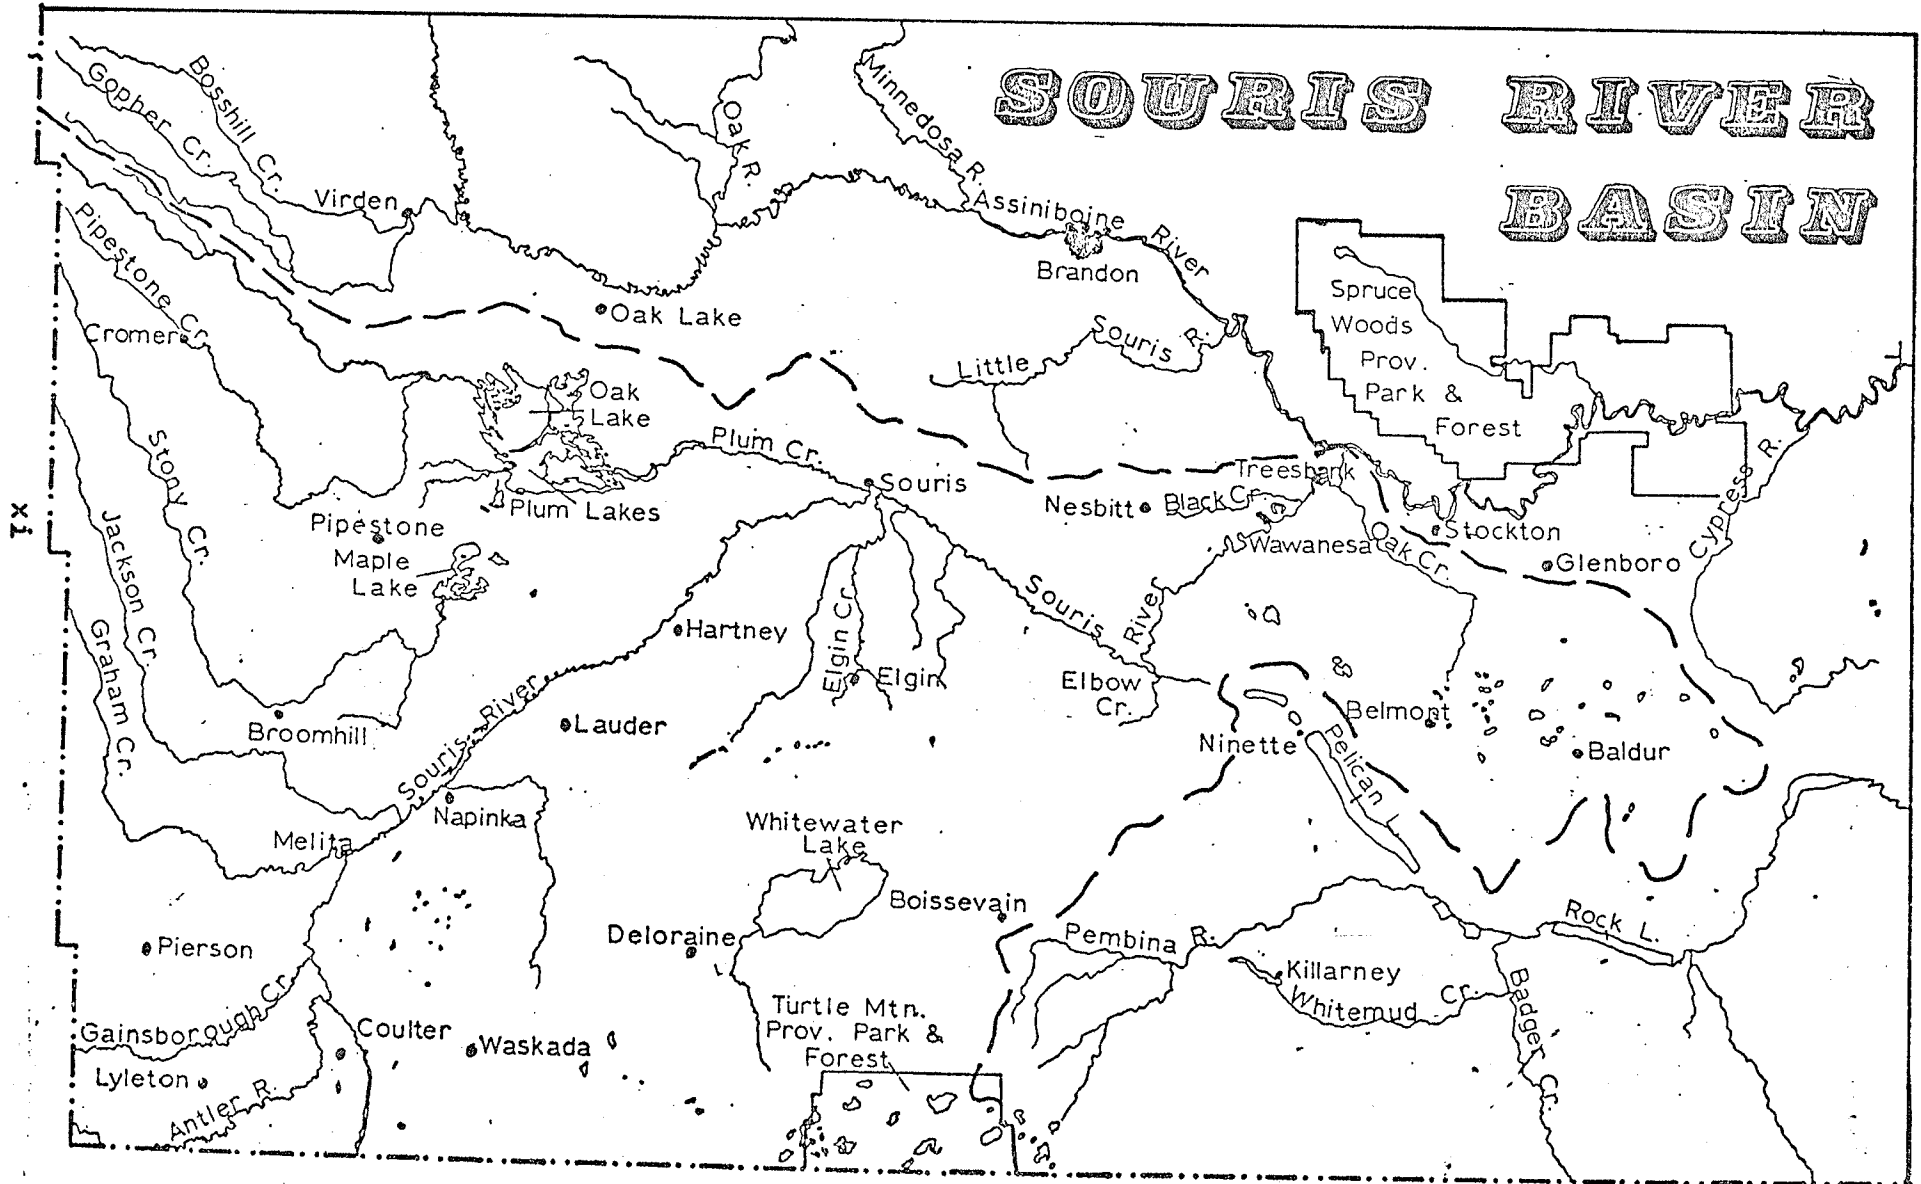 SOURIS RIVER
BASIN
Bosshill Cr.
Gopher Cr.
Virden
Oak R.
Minnedosa R.
Assiniboine River
Brandon
Spruce
Woods
Prov.
Park &
Forest
Pipestone Cr.
Cromer
Oak Lake
Little Souris R.
Oak
Lake
Plum Cr.
Souris
Plum Lakes
Nesbitt
Black Cr.
Treesbank
Stockton
Oak Cr.
Wawanesa
Glenboro
Cypress R.
xi
Stony Cr.
Jackson Cr.
Graham Cr.
Pipestone
Maple
Lake
Hartney
Elgin Cr.
Elgin
Souris River
Elbow
Cr.
Broomhill
Souris River
Lauder
Belmont
Ninette
Pelican L.
Baldur
Napinka
Melita
Whitewater
Lake
Boissevain
Deloraine
Pembina R.
Rock L.
Killarney
Whitemud Cr.
Badger Cr.
Pierson
Gainsborough Cr.
Coulter
Waskada
Turtle Mtn.
Prov. Park &
Forest
Lyleton
Antler R.